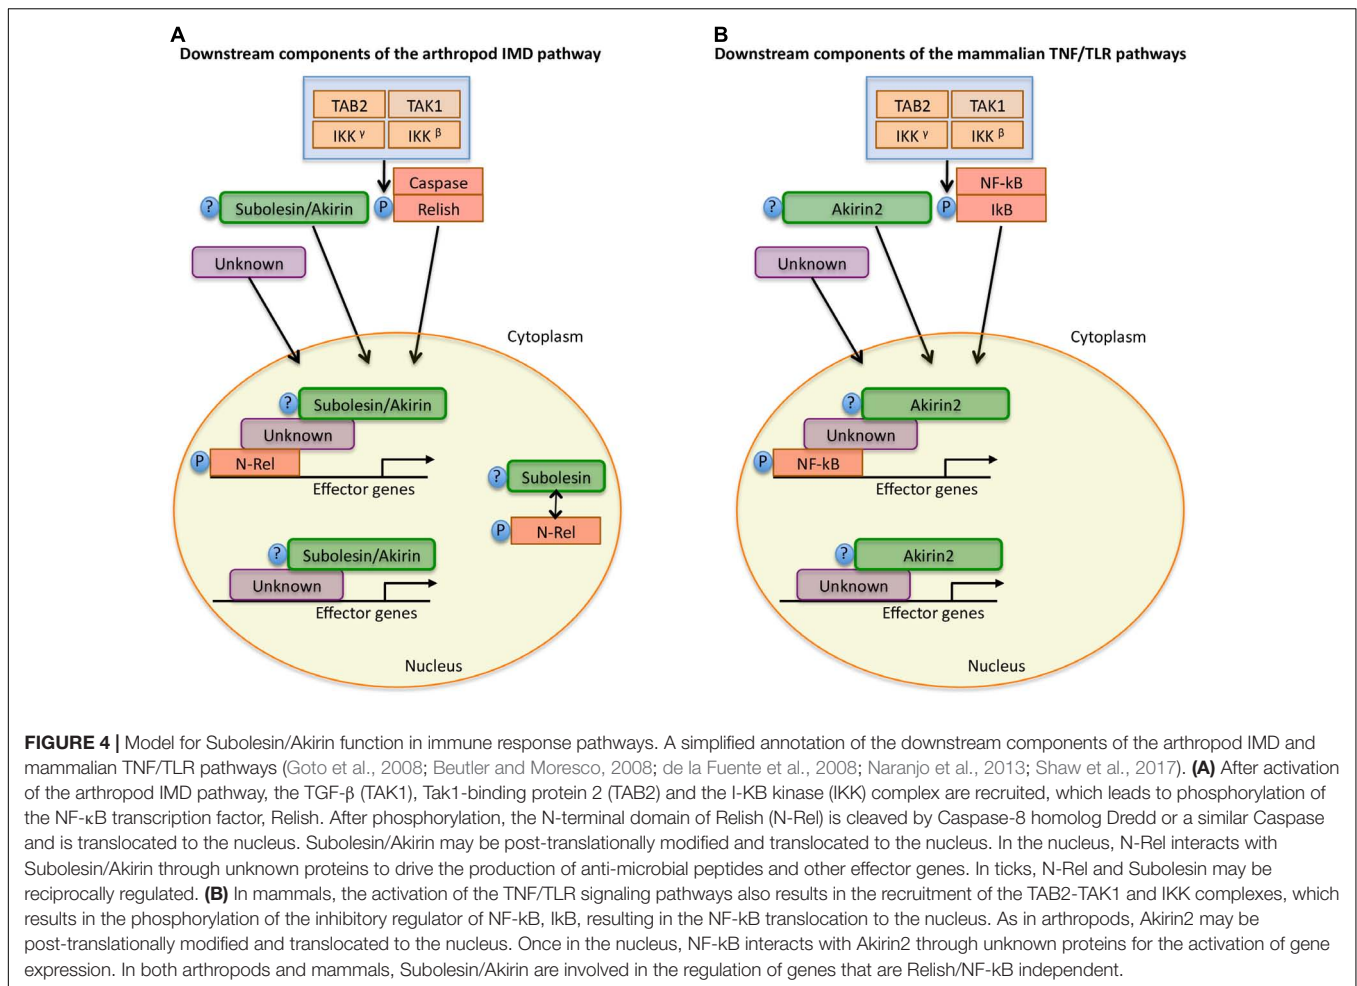 A
Downstream components of the arthropod IMD pathway
TAB2
TAK1
IKK γ
IKK β
Caspase
? Subolesin/Akirin
P Relish
Unknown
Cytoplasm
? Subolesin/Akirin
Unknown
P N-Rel
Effector genes
? Subolesin
P N-Rel
? Subolesin/Akirin
Unknown
Effector genes
Nucleus
B
Downstream components of the mammalian TNF/TLR pathways
TAB2
TAK1
IKK γ
IKK β
NF-kB
? Akirin2
P IkB
Unknown
Cytoplasm
? Akirin2
Unknown
P NF-kB
Effector genes
? Akirin2
Unknown
Effector genes
Nucleus
FIGURE 4 | Model for Subolesin/Akirin function in immune response pathways. A simplified annotation of the downstream components of the arthropod IMD and
mammalian TNF/TLR pathways (Goto et al., 2008; Beutler and Moresco, 2008; de la Fuente et al., 2008; Naranjo et al., 2013; Shaw et al., 2017). (A) After activation
of the arthropod IMD pathway, the TGF-β (TAK1), Tak1-binding protein 2 (TAB2) and the I-KB kinase (IKK) complex are recruited, which leads to phosphorylation of
the NF-κB transcription factor, Relish. After phosphorylation, the N-terminal domain of Relish (N-Rel) is cleaved by Caspase-8 homolog Dredd or a similar Caspase
and is translocated to the nucleus. Subolesin/Akirin may be post-translationally modified and translocated to the nucleus. In the nucleus, N-Rel interacts with
Subolesin/Akirin through unknown proteins to drive the production of anti-microbial peptides and other effector genes. In ticks, N-Rel and Subolesin may be
reciprocally regulated. (B) In mammals, the activation of the TNF/TLR signaling pathways also results in the recruitment of the TAB2-TAK1 and IKK complexes, which
results in the phosphorylation of the inhibitory regulator of NF-kB, IkB, resulting in the NF-kB translocation to the nucleus. As in arthropods, Akirin2 may be
post-translationally modified and translocated to the nucleus. Once in the nucleus, NF-kB interacts with Akirin2 through unknown proteins for the activation of gene
expression. In both arthropods and mammals, Subolesin/Akirin are involved in the regulation of genes that are Relish/NF-kB independent.